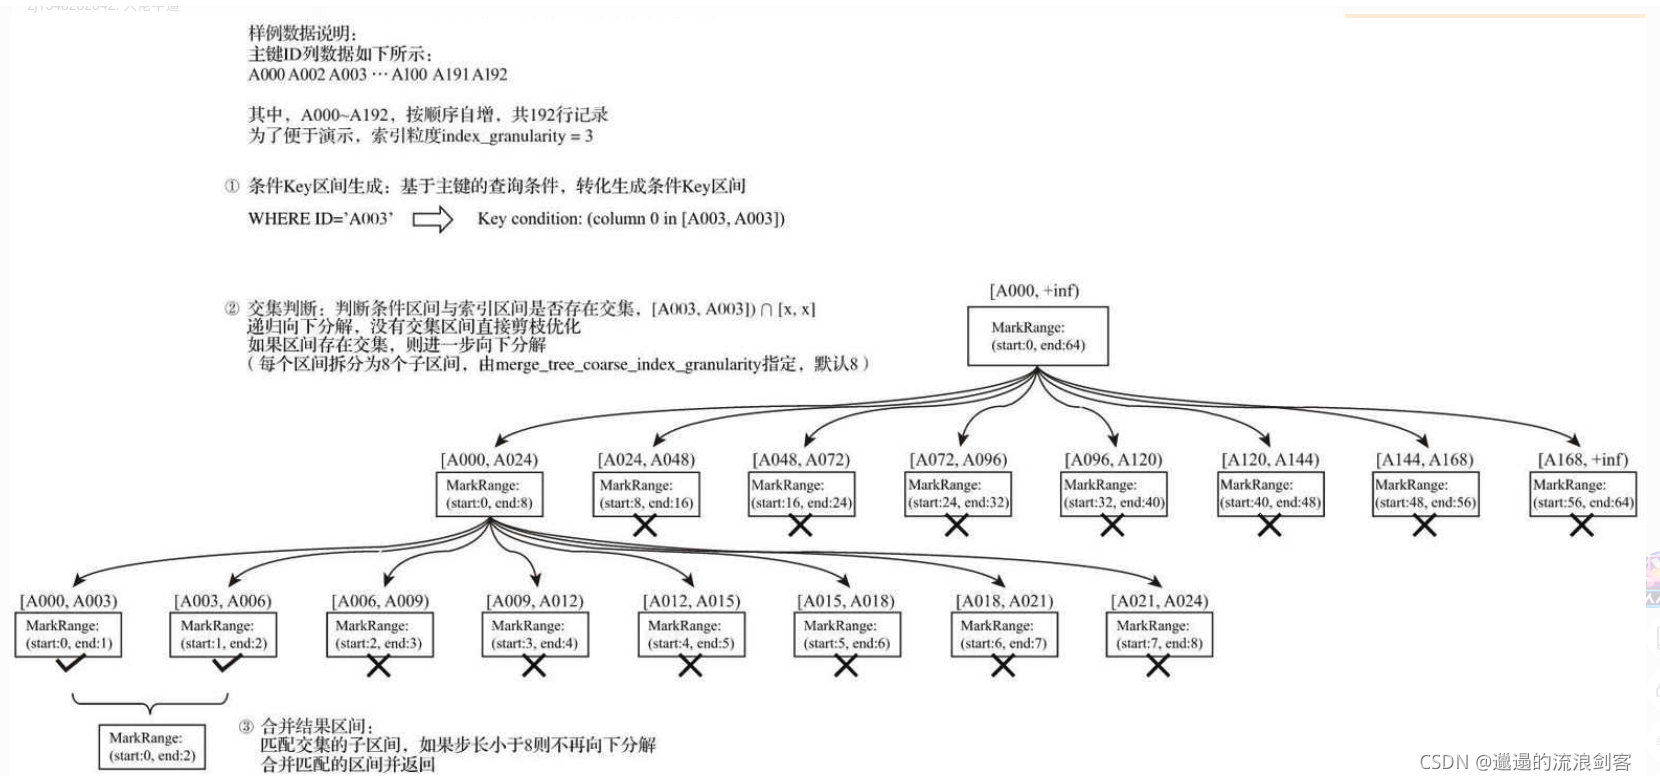 样例数据说明：
主键ID列数据如下所示：
A000 A002 A003 … A100 A191 A192
其中，A000~A192，按顺序自增，共192行记录
为了便于演示，索引粒度index_granularity = 3
① 条件Key区间生成：基于主键的查询条件，转化生成条件Key区间
WHERE ID='A003' Key condition: (column 0 in [A003, A003])
[A000, +inf)
② 交集判断：判断条件区间与索引区间是否存在交集，[A003, A003]) ∩ [x, x]
递归向下分解，没有交集区间直接剪枝优化
如果区间存在交集，则进一步向下分解
（每个区间拆分为8个子区间，由merge_tree_coarse_index_granularity指定，默认8）
MarkRange:
(start:0, end:64)
[A000, A024) [A024, A048) [A048, A072) [A072, A096) [A096, A120) [A120, A144) [A144, A168) [A168, +inf)
MarkRange: MarkRange: MarkRange: MarkRange: MarkRange: MarkRange: MarkRange: MarkRange:
(start:0, end:8) (start:8, end:16) (start:16, end:24) (start:24, end:32) (start:32, end:40) (start:40, end:48) (start:48, end:56) (start:56, end:64)
[A000, A003) [A003, A006) [A006, A009) [A009, A012) [A012, A015) [A015, A018) [A018, A021) [A021, A024)
MarkRange: MarkRange: MarkRange: MarkRange: MarkRange: MarkRange: MarkRange: MarkRange:
(start:0, end:1) (start:1, end:2) (start:2, end:3) (start:3, end:4) (start:4, end:5) (start:5, end:6) (start:6, end:7) (start:7, end:8)
MarkRange:
(start:0, end:2)
③ 合并结果区间：
匹配交集的子区间，如果步长小于8则不再向下分解
合并匹配的区间并返回
CSDN @邋遢的流浪剑客